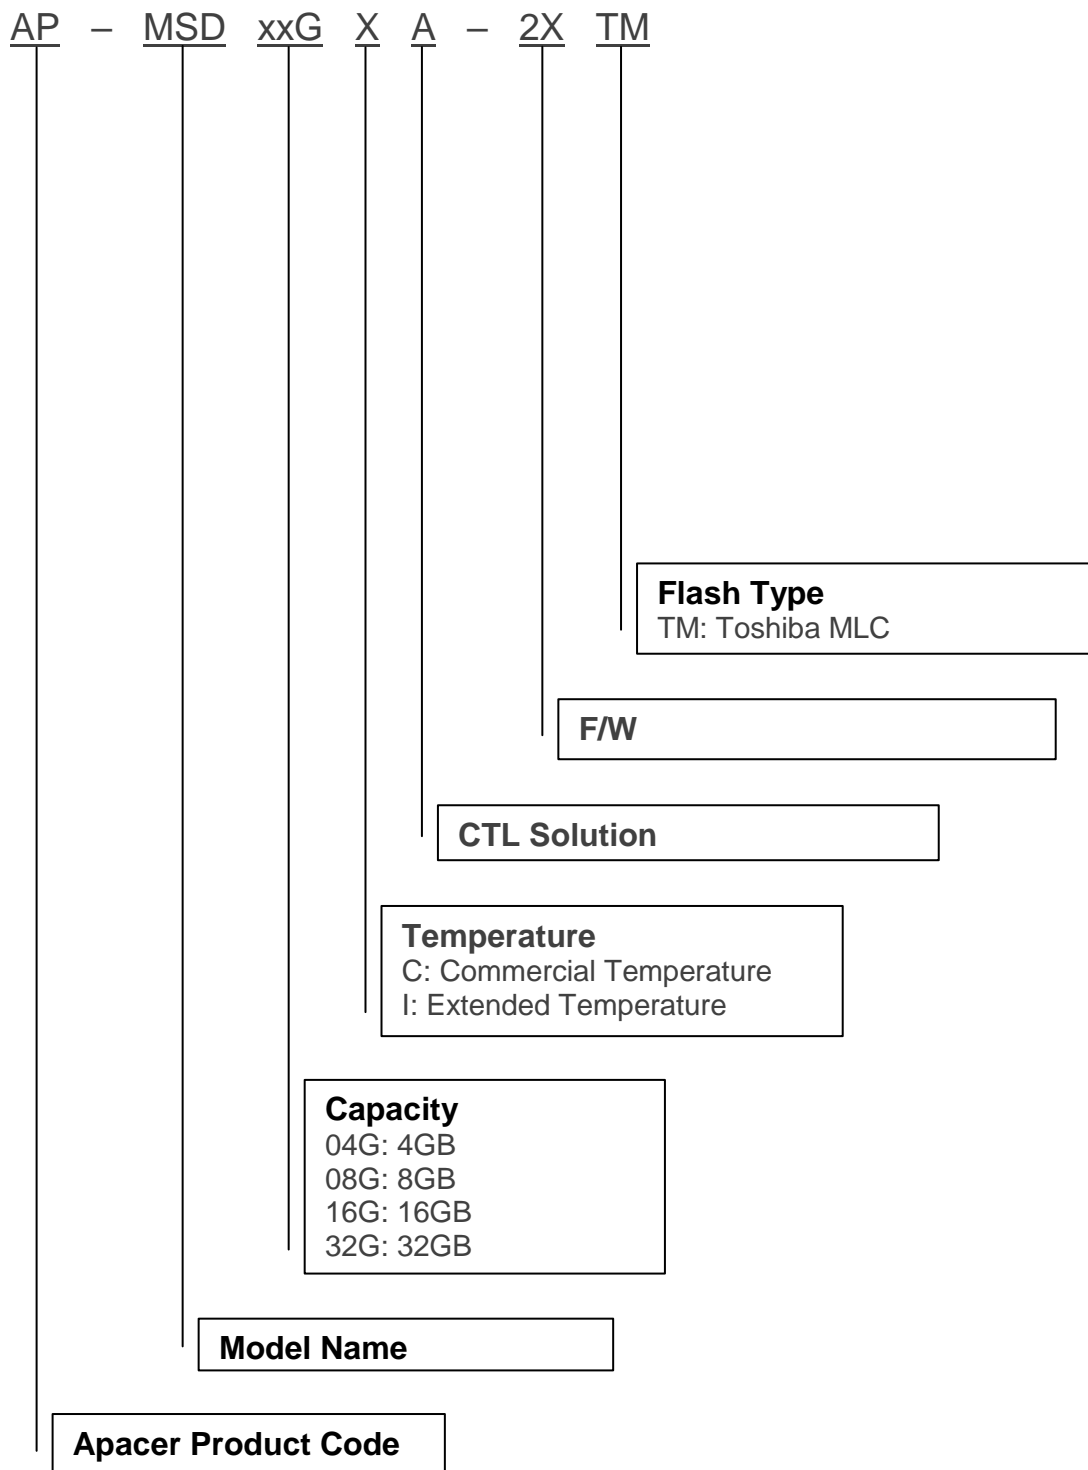 AP – MSD xxG X A – 2X TM
Flash Type
TM: Toshiba MLC
F/W
CTL Solution
Temperature
C: Commercial Temperature
I: Extended Temperature
Capacity
04G: 4GB
08G: 8GB
16G: 16GB
32G: 32GB
Model Name
Apacer Product Code